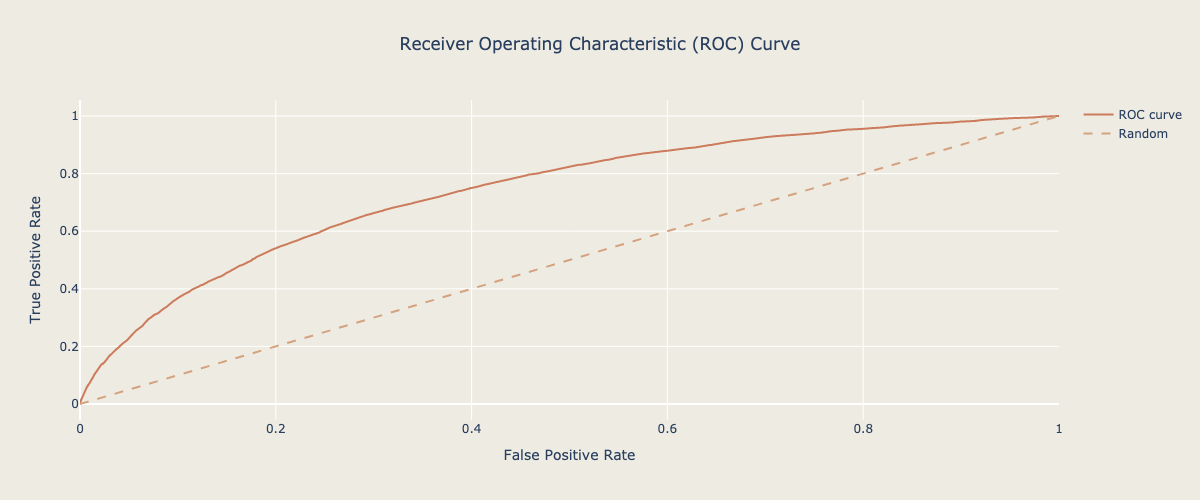 Receiver Operating Characteristic (ROC) Curve
ROC curve
Random
True Positive Rate
1
0.8
0.6
0.4
0.2
0
0
0.2
0.4
0.6
0.8
1
False Positive Rate